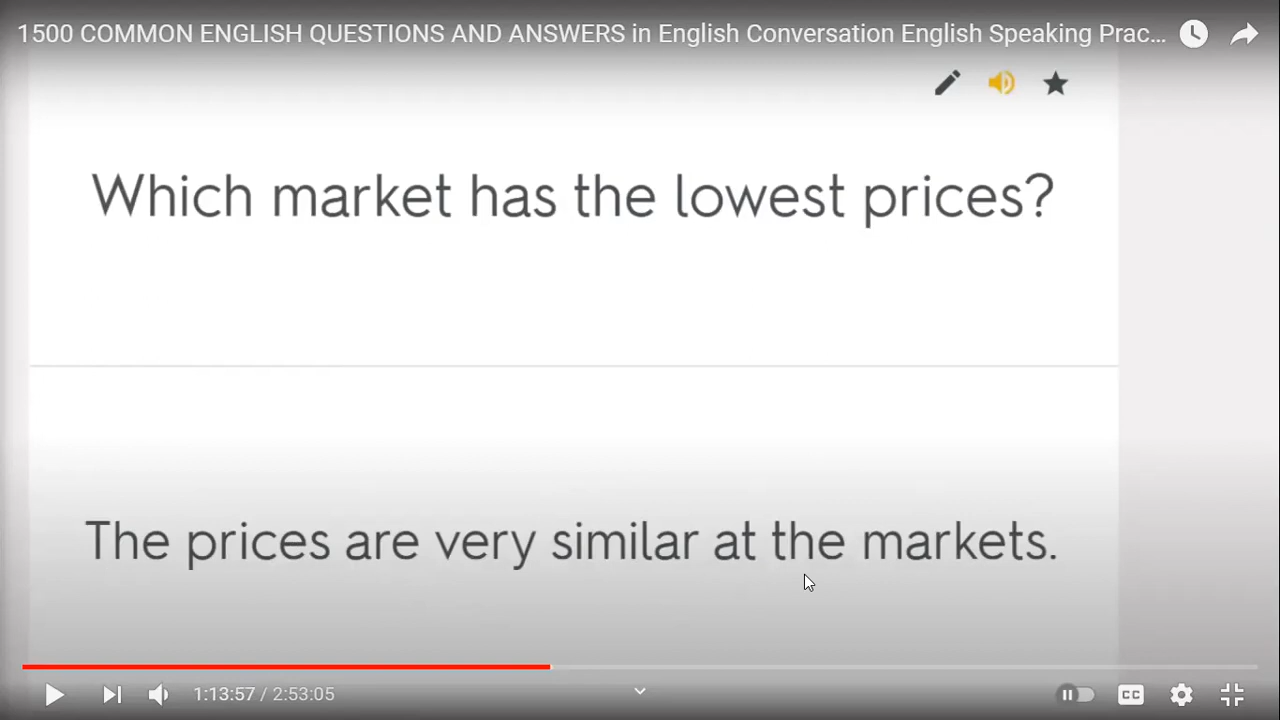 1500 COMMON ENGLISH QUESTIONS AND ANSWERS in English Conversation English Speaking Prac...
Which market has the lowest prices?
The prices are very similar at the markets.
1:13:57 / 2:53:05
CC